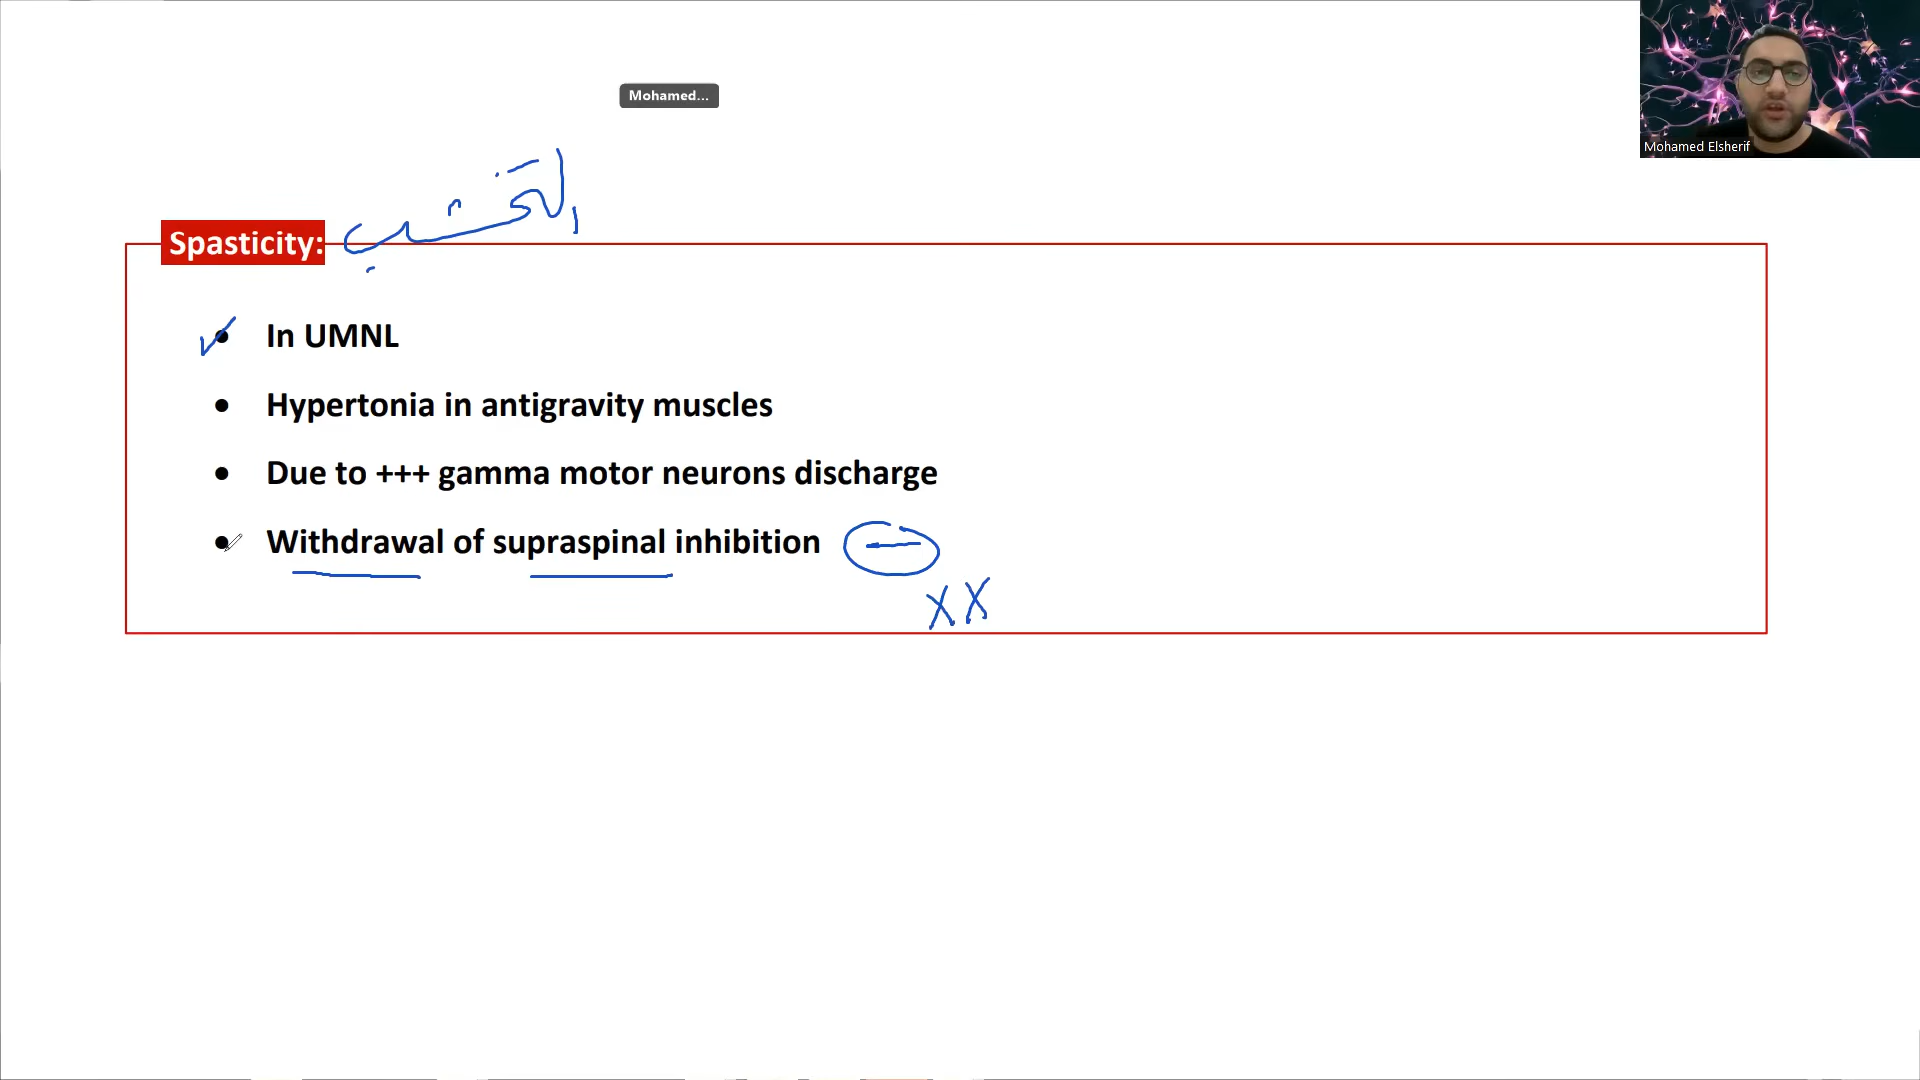 Mohamed...
Mohamed Elsherif
Spasticity:
• In UMNL
• Hypertonia in antigravity muscles
• Due to +++ gamma motor neurons discharge
• Withdrawal of supraspinal inhibition
XX